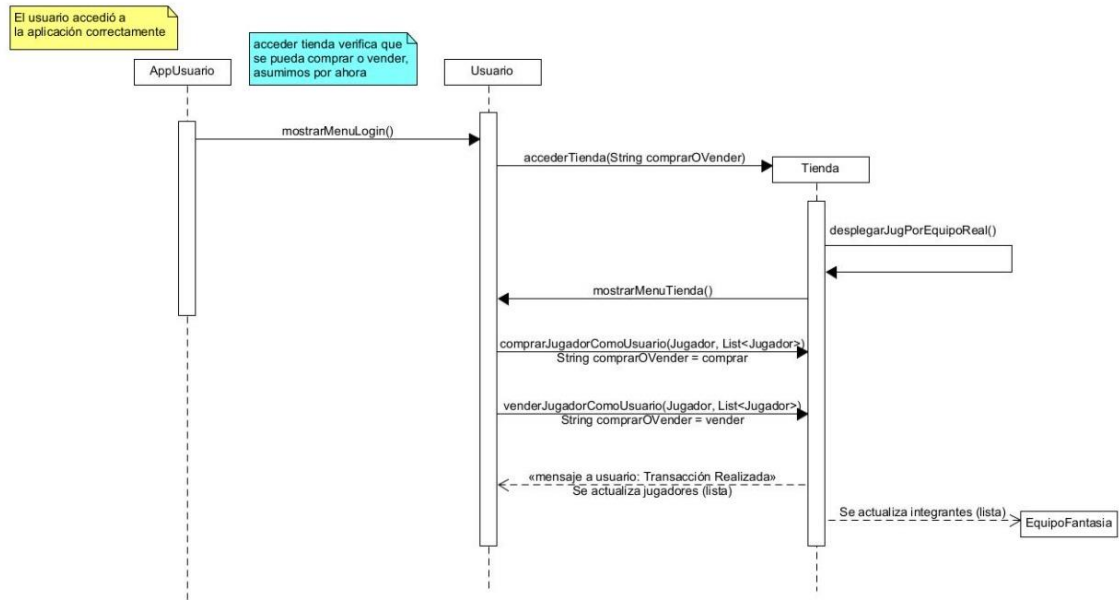 El usuario accedió a
la aplicación correctamente
acceder tienda verifica que
se pueda comprar o vender,
asumimos por ahora
AppUsuario
Usuario
mostrarMenuLogin()
accederTienda(String comprarOVender)
Tienda
desplegarJugPorEquipoReal()
mostrarMenuTienda()
comprarJugadorComoUsuario(Jugador, List<Jugador>)
String comprarOVender = comprar
venderJugadorComoUsuario(Jugador, List<Jugador>)
String comprarOVender = vender
«mensaje a usuario: Transacción Realizada»
Se actualiza jugadores (lista)
Se actualiza integrantes (lista)
EquipoFantasia